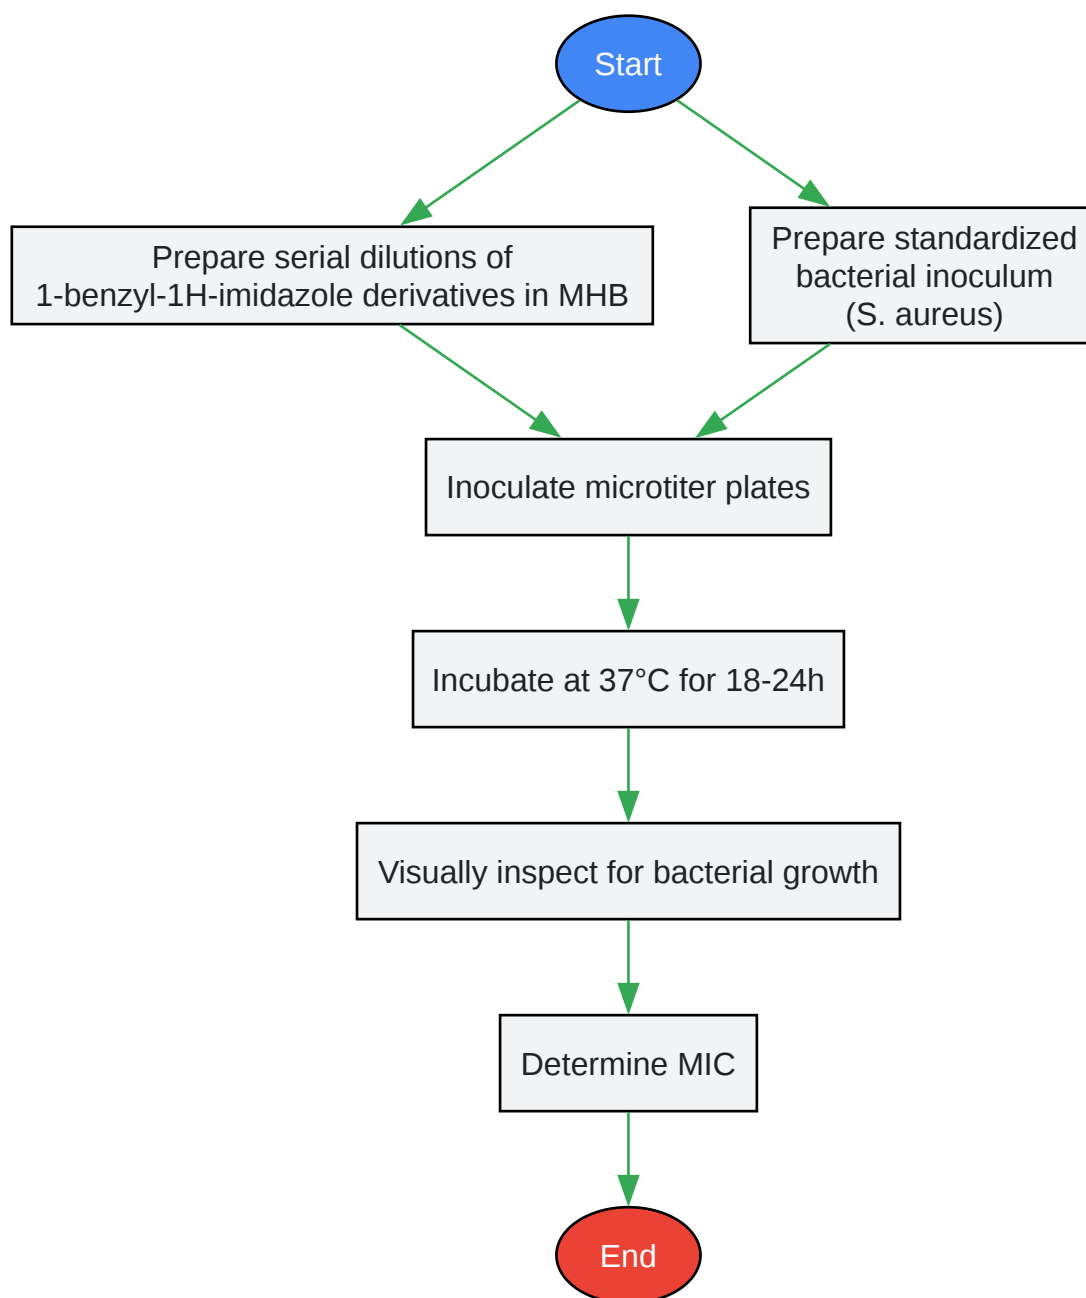 Start
Prepare serial dilutions of
1-benzyl-1H-imidazole derivatives in MHB
Prepare standardized
bacterial inoculum
(S. aureus)
Inoculate microtiter plates
Incubate at 37°C for 18-24h
Visually inspect for bacterial growth
Determine MIC
End